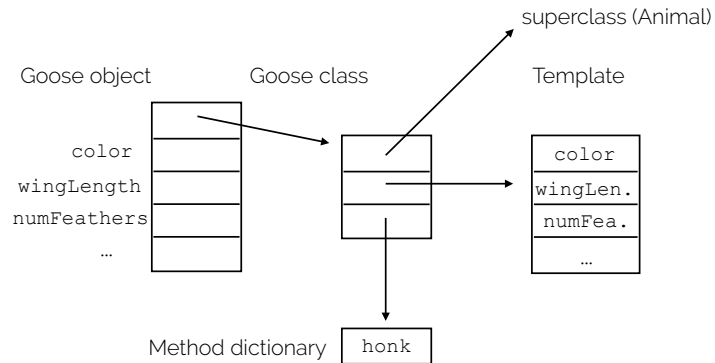 superclass (Animal)
Goose object
Goose class
Template
color
wingLength
numFeathers
…
color
wingLen.
numFea.
…
Method dictionary
honk